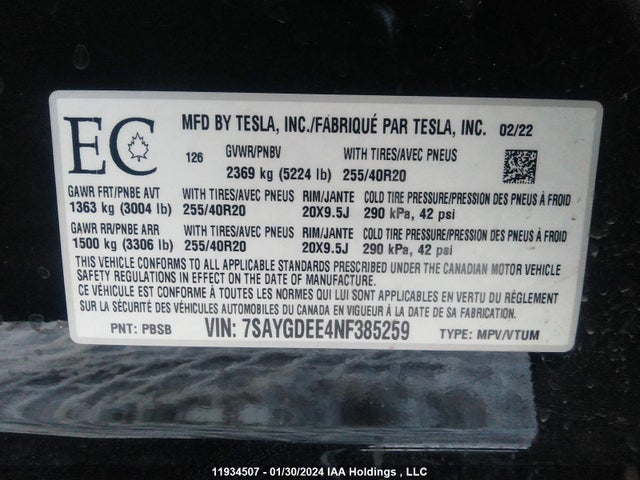 EC
MFD BY TESLA, INC./FABRIQUÉ PAR TESLA, INC. 02/22
126 GVWR/PNBV WITH TIRES/AVEC PNEUS
2369 kg (5224 lb) 255/40R20
GAWR FRT/PNBE AVT WITH TIRES/AVEC PNEUS RIM/JANTE COLD TIRE PRESSURE/PRESSION DES PNEUS À FROID
1363 kg (3004 lb) 255/40R20 20X9.5J 290 kPa, 42 psi
GAWR RR/PNBE ARR WITH TIRES/AVEC PNEUS RIM/JANTE COLD TIRE PRESSURE/PRESSION DES PNEUS À FROID
1500 kg (3306 lb) 255/40R20 20X9.5J 290 kPa, 42 psi
THIS VEHICLE CONFORMS TO ALL APPLICABLE STANDARDS PRESCRIBED UNDER THE CANADIAN MOTOR VEHICLE
SAFETY REGULATIONS IN EFFECT ON THE DATE OF MANUFACTURE.
CE VÉHICULE EST CONFORME À TOUTES LES NORMES QUI LUI SONT APPLICABLES EN VERTU DU RÈGLEMENT
SUR LA SÉCURITÉ DES VÉHICULES AUTOMOBILES DU CANADA EN VIGUEUR À LA DATE DE SA FABRICATION.
PNT: PBSB VIN: 7SAYGDEE4NF385259 TYPE: MPV/VTUM
11934507 - 01/30/2024 IAA Holdings , LLC